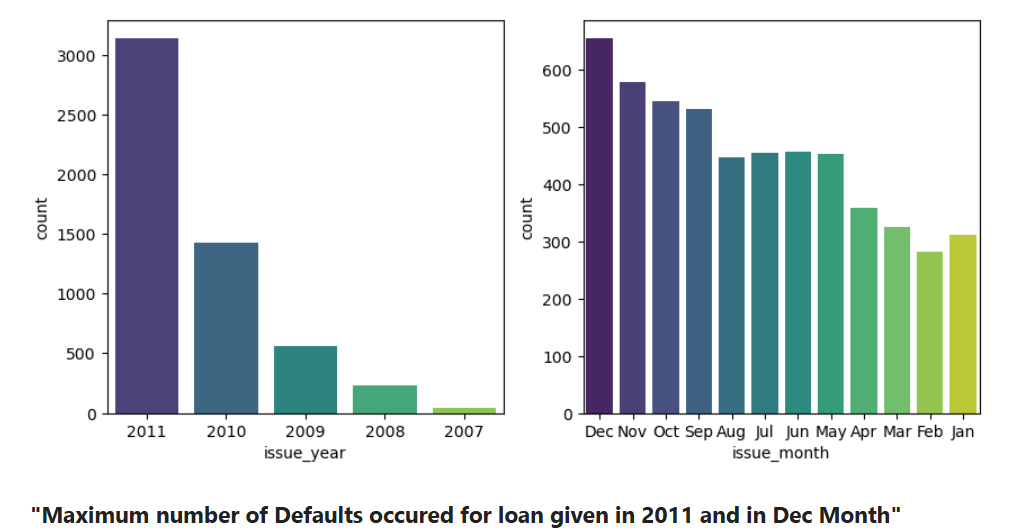 3000
2500
2000
1500
1000
500
0
count
2011 2010 2009 2008 2007
issue_year
600
500
400
300
200
100
0
count
Dec Nov Oct Sep Aug Jul Jun May Apr Mar Feb Jan
issue_month
"Maximum number of Defaults occured for loan given in 2011 and in Dec Month"